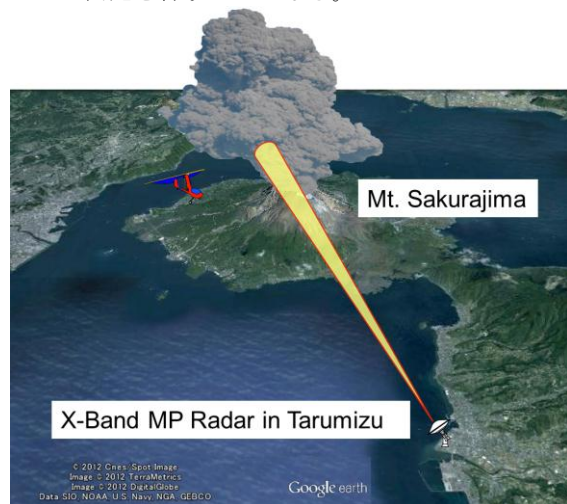 Mt. Sakurajima
X-Band MP Radar in Tarumizu
© 2012 Cnes/Spot Image
Image © 2012 TerraMetrics
Image © 2012 DigitalGlobe
Data SIO, NOAA, U.S. Navy, NGA, GEBCO
Google earth